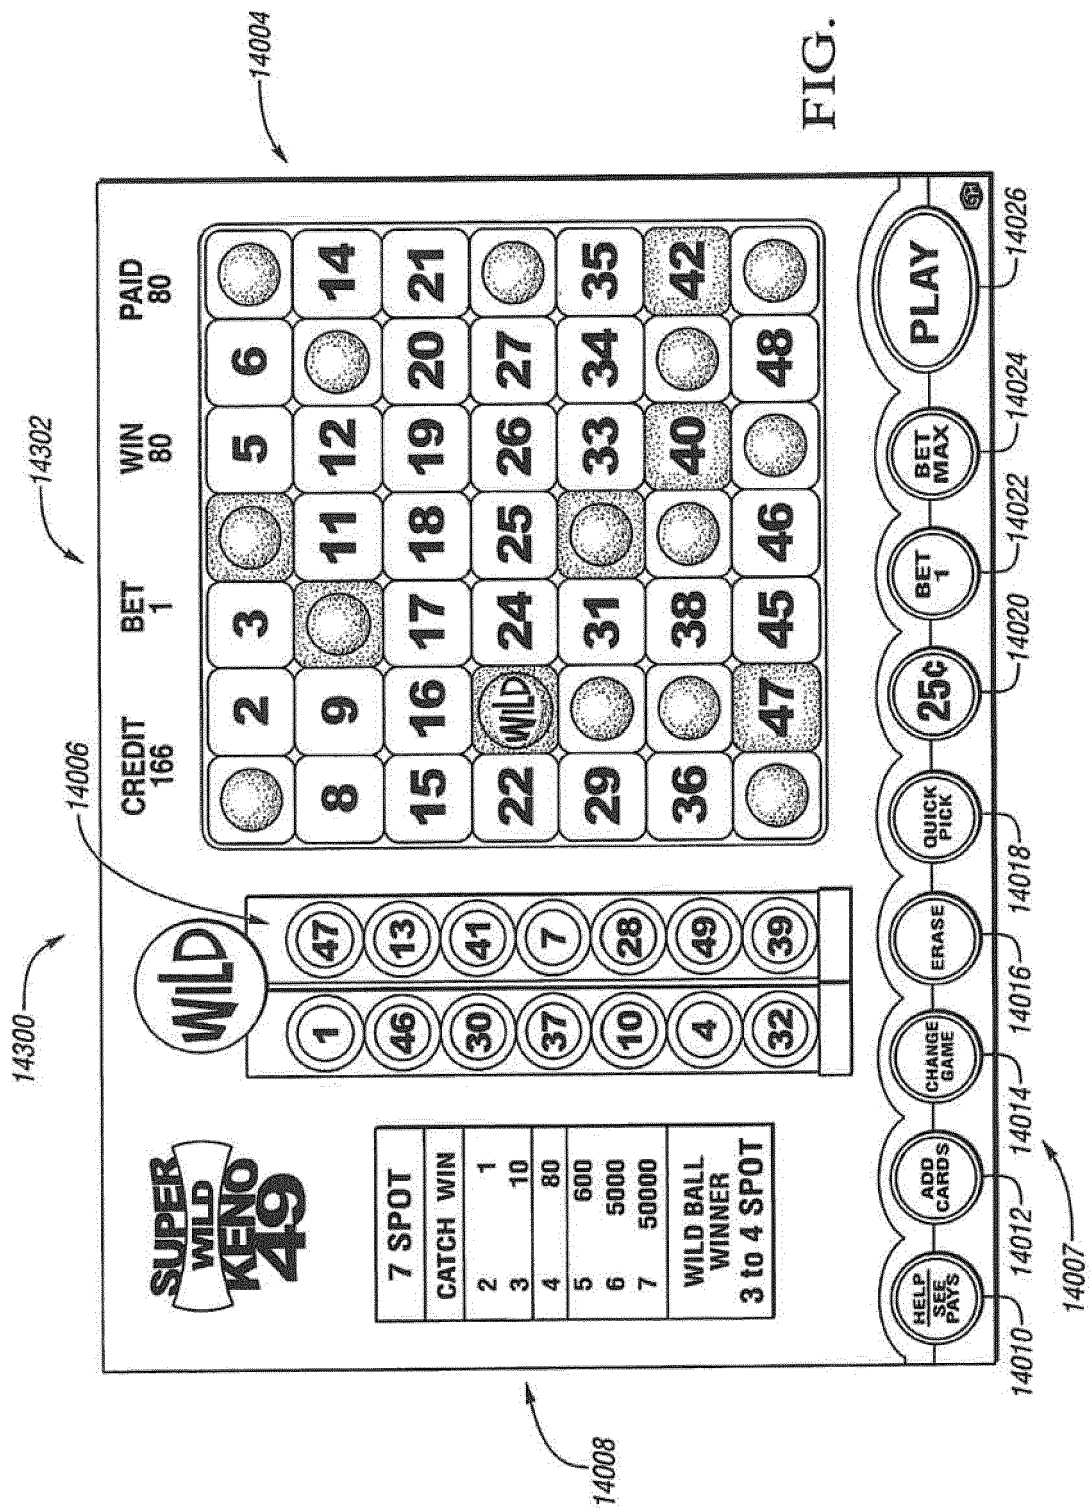 14300
14302
14004
14006
SUPER
WILD
KENO
49
WILD
CREDIT
166
BET
1
WIN
80
PAID
80
7 SPOT
CATCH WIN
2 1
3 10
4 80
5 600
6 5000
7 50000
WILD BALL
WINNER
3 to 4 SPOT
1 47
46 13
30 41
37 7
10 28
4 49
32 39
2 3 5 6
8 9 11 12 14
15 16 17 18 19 20 21
22 WILD 24 25 26 27
29 31 33 34 35
36 38 40 42
47 45 46 48
HELP
SEE
PAYS
ADD
CARDS
CHANGE
GAME
ERASE
QUICK
PICK
25¢
BET
1
BET
MAX
PLAY
14008
14010
14012
14014
14016
14018
14020
14022
14024
14026
14007
FIG.